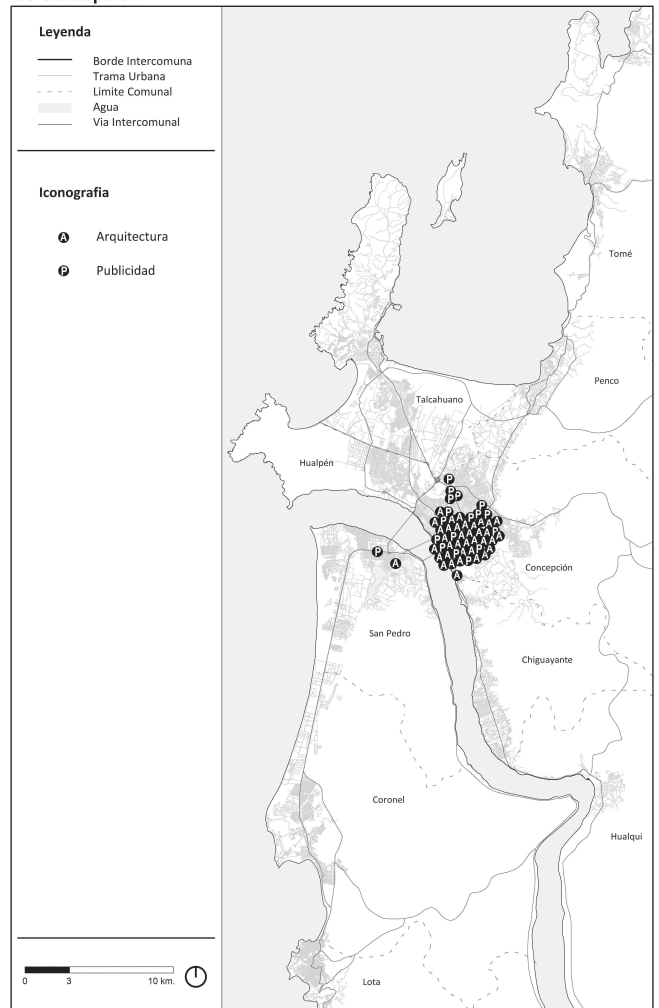 Leyenda
Borde Intercomuna
Trama Urbana
Limite Comunal
Agua
Via Intercomunal
Iconografia
A Arquitectura
P Publicidad
Tomé
Penco
Talcahuano
Hualpén
Concepción
San Pedro
Chiguayante
Coronel
Hualqui
Lota
0 3 10 km.